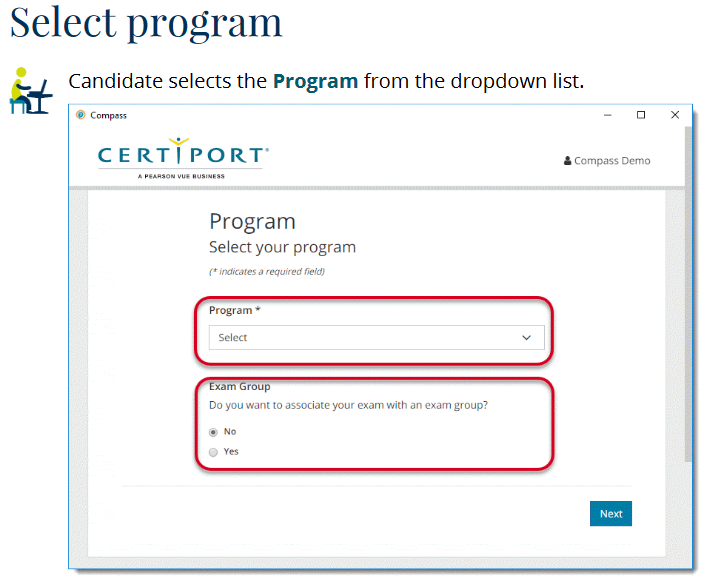 Select program
Candidate selects the Program from the dropdown list.
Compass
CERTIPORT®
A PEARSON VUE BUSINESS
Compass Demo
Program
Select your program
(* indicates a required field)
Program *
Select
Exam Group
Do you want to associate your exam with an exam group?
No
Yes
Next